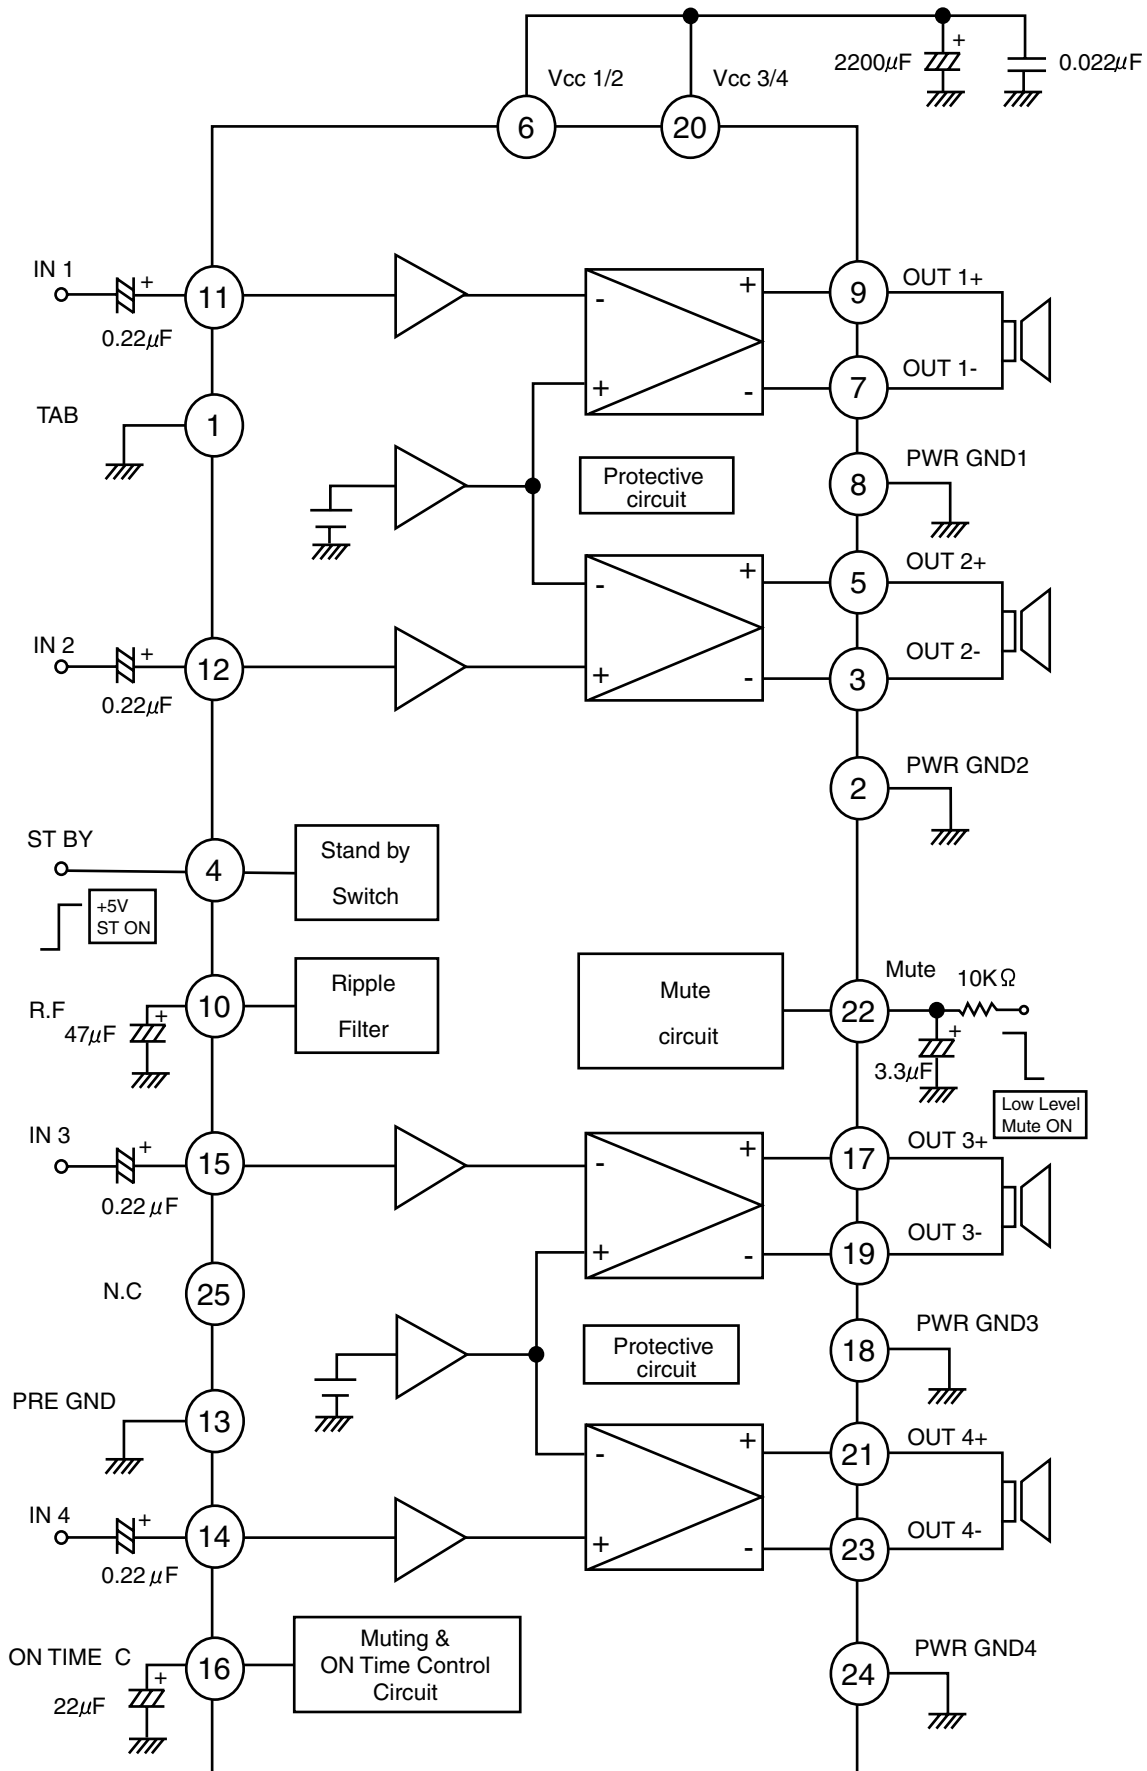 2200μF
0.022μF
Vcc 1/2
Vcc 3/4
6
20
IN 1
+
0.22μF
11
-
+
+
-
9
OUT 1+
7
OUT 1-
TAB
1
Protective
circuit
8
PWR GND1
IN 2
+
0.22μF
12
-
+
+
-
5
OUT 2+
3
OUT 2-
2
PWR GND2
ST BY
4
Stand by
Switch
+5V
ST ON
R.F
47μF
+
10
Ripple
Filter
Mute
circuit
22
Mute
10KΩ
+
3.3μF
Low Level
Mute ON
IN 3
+
0.22 μF
15
-
+
+
-
17
OUT 3+
19
OUT 3-
N.C
25
Protective
circuit
18
PWR GND3
PRE GND
13
IN 4
+
0.22 μF
14
-
+
+
-
21
OUT 4+
23
OUT 4-
ON TIME C
22μF
+
16
Muting &
ON Time Control
Circuit
24
PWR GND4
+